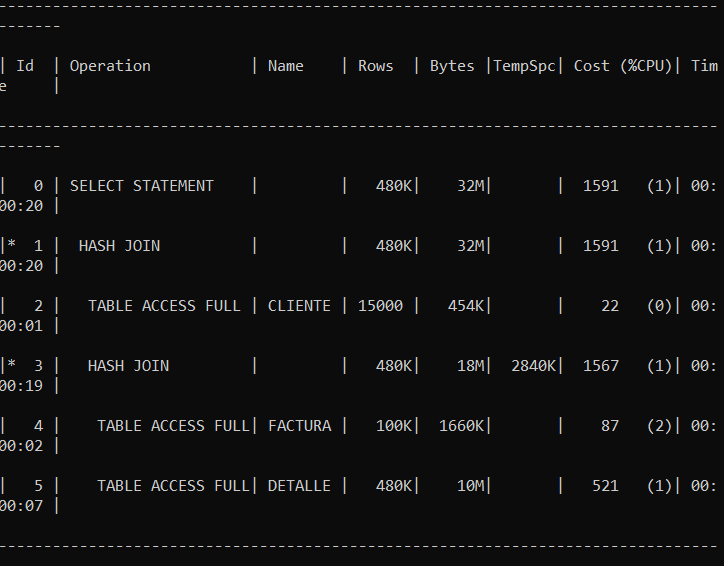 --------------------------------------------------------------------------------
-------
| Id  | Operation           | Name    | Rows  | Bytes |TempSpc| Cost (%CPU)| Tim
e     |
--------------------------------------------------------------------------------
-------
|   0 | SELECT STATEMENT    |         |   480K|    32M|       |  1591   (1)| 00:
00:20 |
|*  1 |  HASH JOIN          |         |   480K|    32M|       |  1591   (1)| 00:
00:20 |
|   2 |   TABLE ACCESS FULL | CLIENTE | 15000 |   454K|       |    22   (0)| 00:
00:01 |
|*  3 |   HASH JOIN         |         |   480K|    18M|  2840K|  1567   (1)| 00:
00:19 |
|   4 |    TABLE ACCESS FULL| FACTURA |   100K|  1660K|       |    87   (2)| 00:
00:02 |
|   5 |    TABLE ACCESS FULL| DETALLE |   480K|    10M|       |   521   (1)| 00:
00:07 |
--------------------------------------------------------------------------------